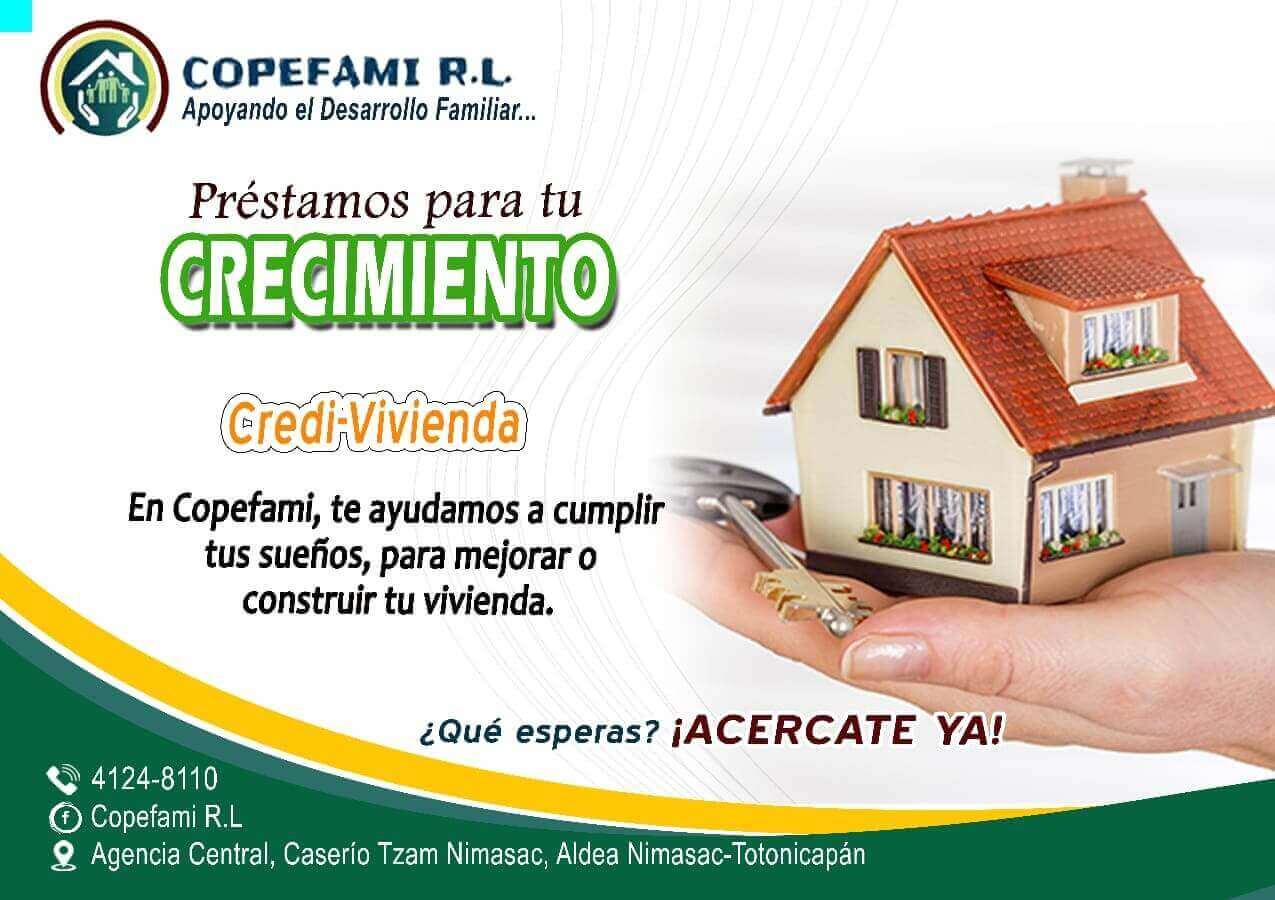 COPEFAMI R.L.
Apoyando el Desarrollo Familiar...
Préstamos para tu
CRECIMIENTO
Credi-Vivienda
En Copefami, te ayudamos a cumplir
tus sueños, para mejorar o
construir tu vivienda.
¿Qué esperas? ¡ACERCATE YA!
4124-8110
Copefami R.L
Agencia Central, Caserío Tzam Nimasac, Aldea Nimasac-Totonicapán